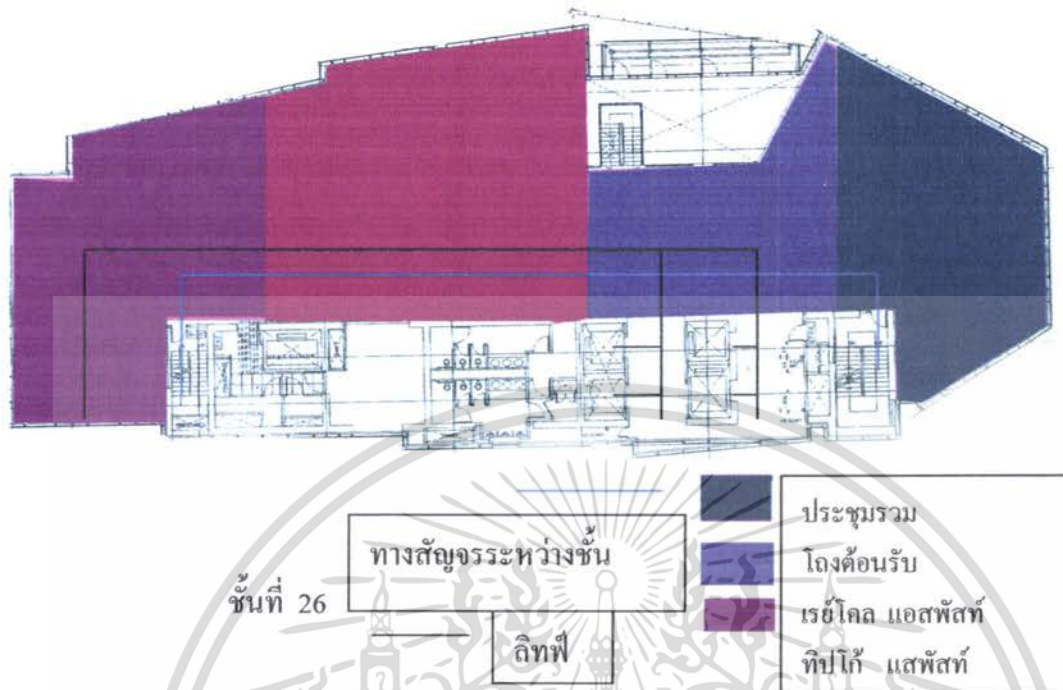 ประชุมรวม
ทางสัญจรระหว่างชั้น
โถงต้อนรับ
ชั้นที่ 26
เรย์โคล แอสพัสท์
ลิทฟ์
ทิปโก้ แสพัสท์